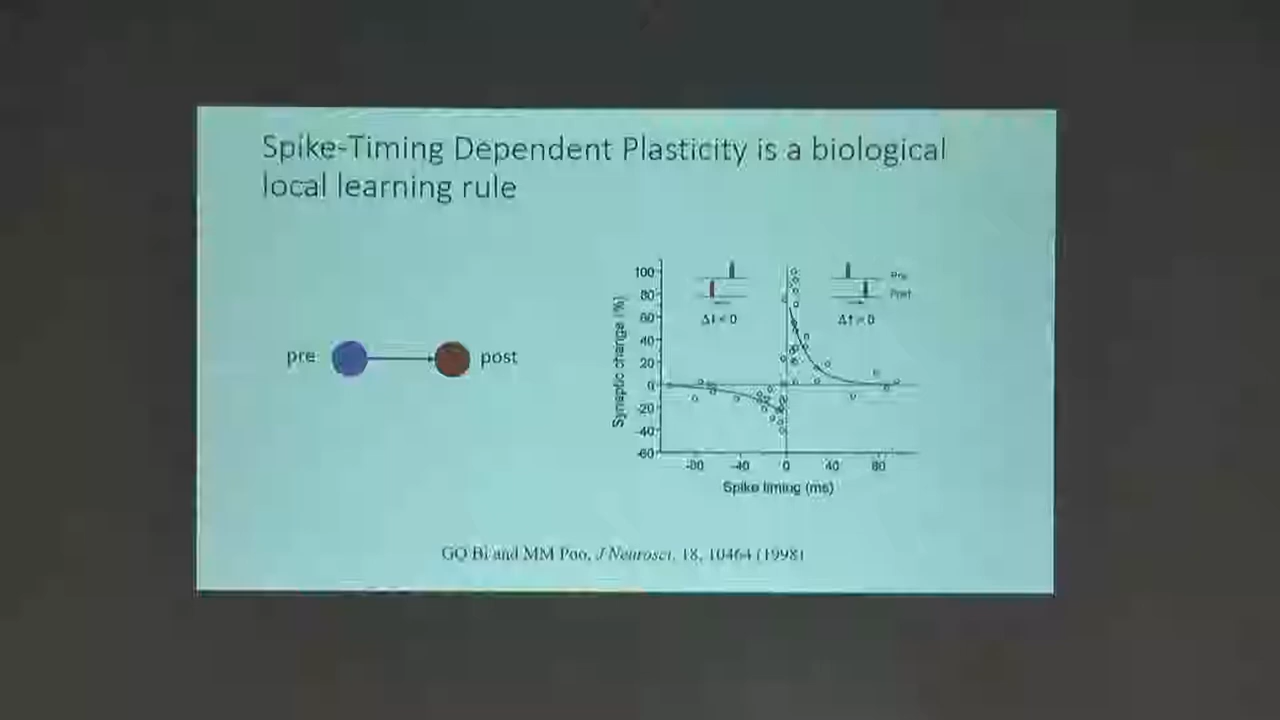 Spike-Timing Dependent Plasticity is a biological
local learning rule
pre
post
Synaptic change (%)
100
80
60
40
20
0
-20
-40
-60
-80
-40
0
40
80
Spike timing (ms)
Δt < 0
Δt > 0
Pre
Post
GQ Bi and MM Poo, J Neurosci, 18, 10464 (1998)